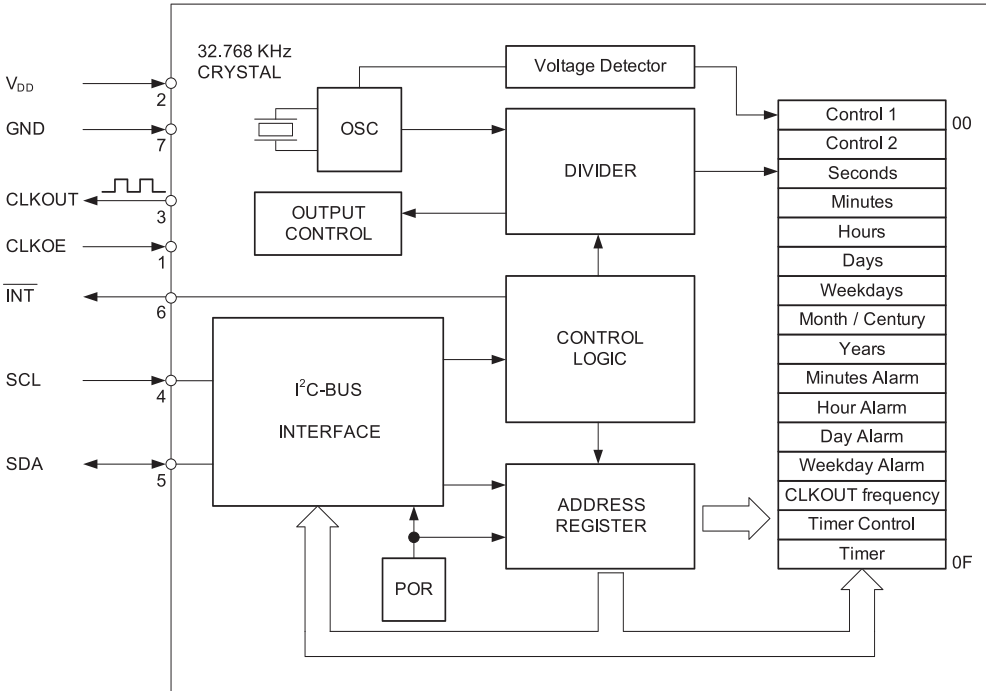 32.768 KHz
CRYSTAL
V_DD
2
GND
7
CLKOUT
3
CLKOE
1
INT
6
SCL
4
SDA
5
OSC
Voltage Detector
DIVIDER
OUTPUT
CONTROL
CONTROL
LOGIC
I²C-BUS
INTERFACE
ADDRESS
REGISTER
POR
Control 1
00
Control 2
Seconds
Minutes
Hours
Days
Weekdays
Month / Century
Years
Minutes Alarm
Hour Alarm
Day Alarm
Weekday Alarm
CLKOUT frequency
Timer Control
Timer
0F